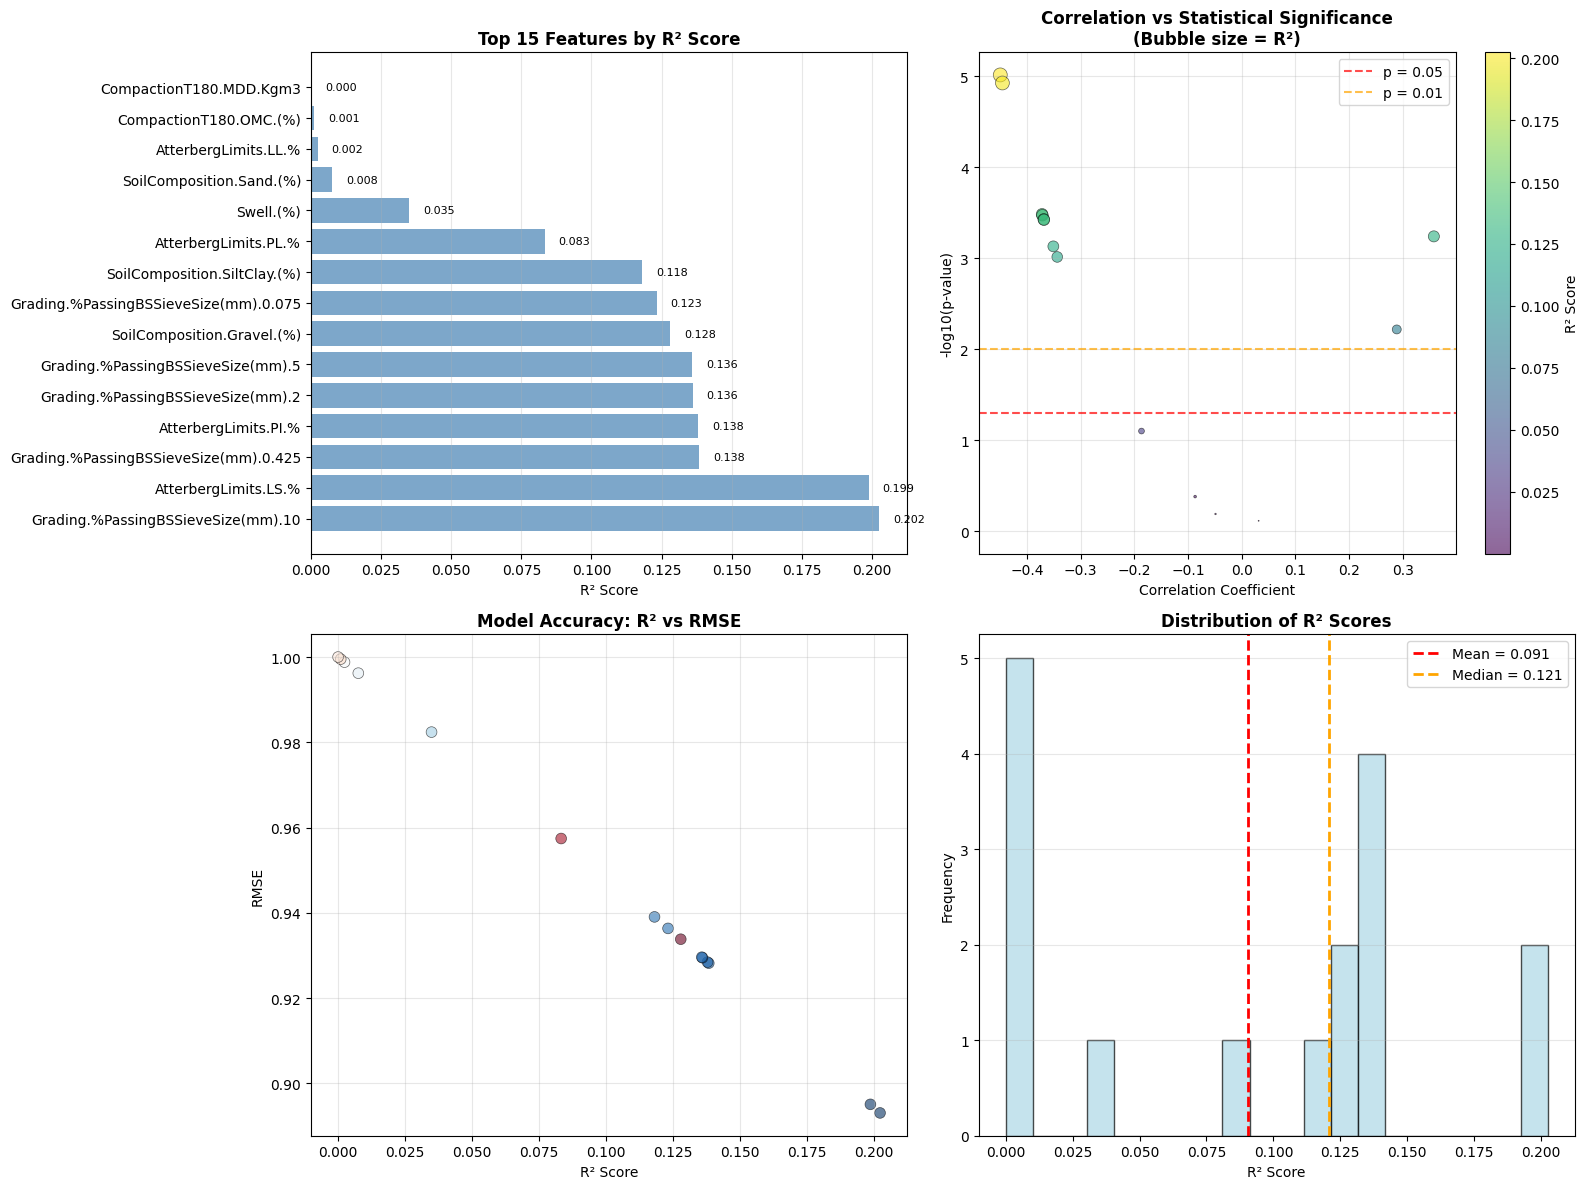 Top 15 Features by R² Score
CompactionT180.MDD.Kgm3
0.000
CompactionT180.OMC.(%)
0.001
AtterbergLimits.LL.%
0.002
SoilComposition.Sand.(%)
0.008
Swell.(%)
0.035
AtterbergLimits.PL.%
0.083
SoilComposition.SiltClay.(%)
0.118
Grading.%PassingBSSieveSize(mm).0.075
0.123
SoilComposition.Gravel.(%)
0.128
Grading.%PassingBSSieveSize(mm).5
0.136
Grading.%PassingBSSieveSize(mm).2
0.136
AtterbergLimits.PI.%
0.138
Grading.%PassingBSSieveSize(mm).0.425
0.138
AtterbergLimits.LS.%
0.199
Grading.%PassingBSSieveSize(mm).10
0.202
0.000 0.025 0.050 0.075 0.100 0.125 0.150 0.175 0.200
R² Score
Correlation vs Statistical Significance
(Bubble size = R²)
p = 0.05
p = 0.01
5
4
3
2
1
0
-log10(p-value)
−0.4 −0.3 −0.2 −0.1 0.0 0.1 0.2 0.3
Correlation Coefficient
0.200
0.175
0.150
0.125
0.100
0.075
0.050
0.025
R² Score
Model Accuracy: R² vs RMSE
1.00
0.98
0.96
0.94
0.92
0.90
RMSE
0.000 0.025 0.050 0.075 0.100 0.125 0.150 0.175 0.200
R² Score
Distribution of R² Scores
Mean = 0.091
Median = 0.121
5
4
3
2
1
0
Frequency
0.000 0.025 0.050 0.075 0.100 0.125 0.150 0.175 0.200
R² Score